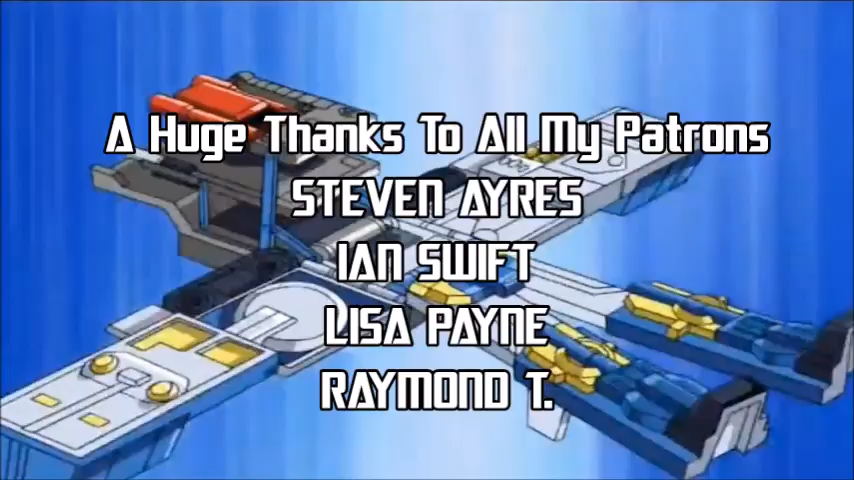 A Huge Thanks To All My Patrons
STEVEN AYRES
IAN SWIFT
LISA PAYNE
RAYMOND T.